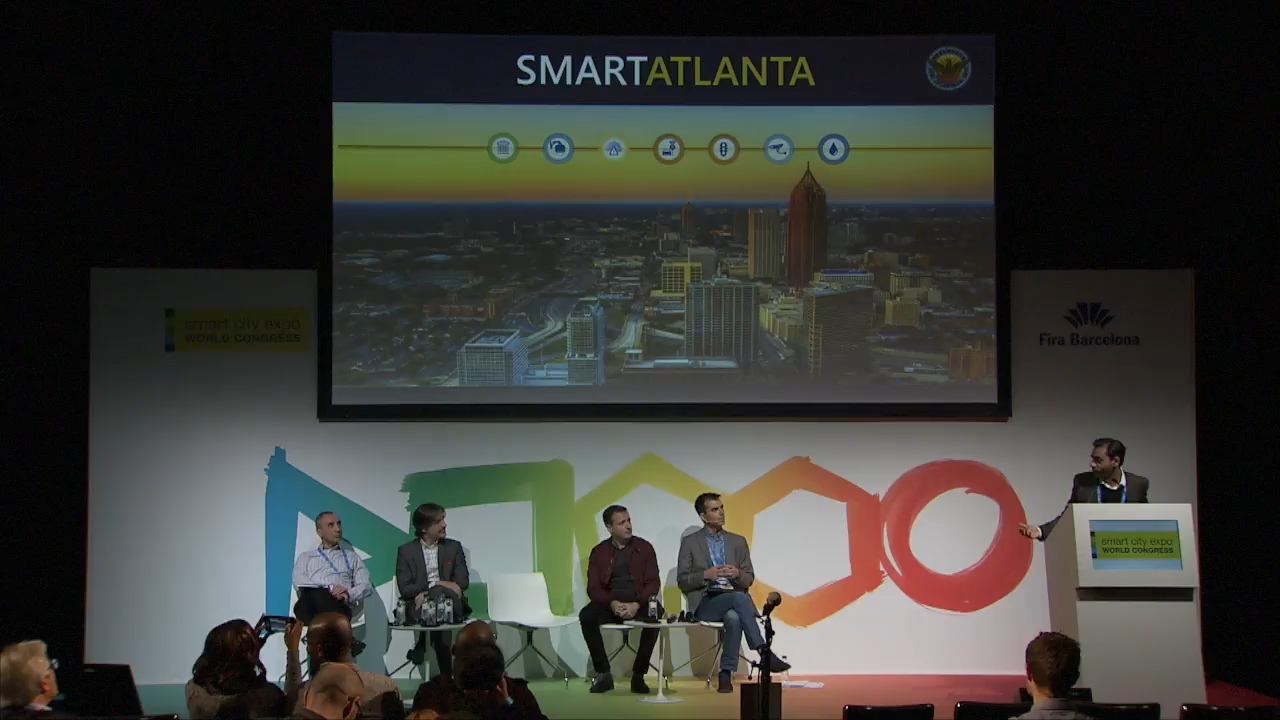 SMARTATLANTA
smart city expo
WORLD CONGRESS
Fira Barcelona
smart city expo
WORLD CONGRESS